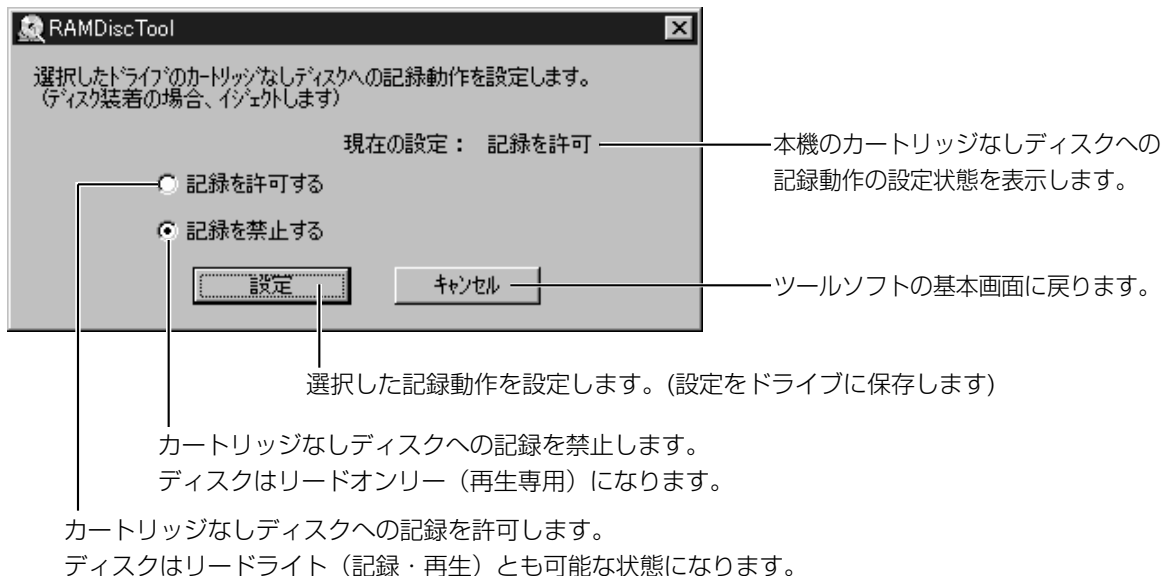 RAMDiscTool
選択したﾄﾞﾗｲﾌﾞのｶｰﾄﾘｯｼﾞなしﾃﾞｨｽｸへの記録動作を設定します。
(ﾃﾞｨｽｸ装着の場合、ｲｼﾞｪｸﾄします)
現在の設定： 記録を許可
本機のカートリッジなしディスクへの
記録動作の設定状態を表示します。
記録を許可する
記録を禁止する
設定
ｷｬﾝｾﾙ
ツールソフトの基本画面に戻ります。
選択した記録動作を設定します。(設定をドライブに保存します)
カートリッジなしディスクへの記録を禁止します。
ディスクはリードオンリー（再生専用）になります。
カートリッジなしディスクへの記録を許可します。
ディスクはリードライト（記録・再生）とも可能な状態になります。